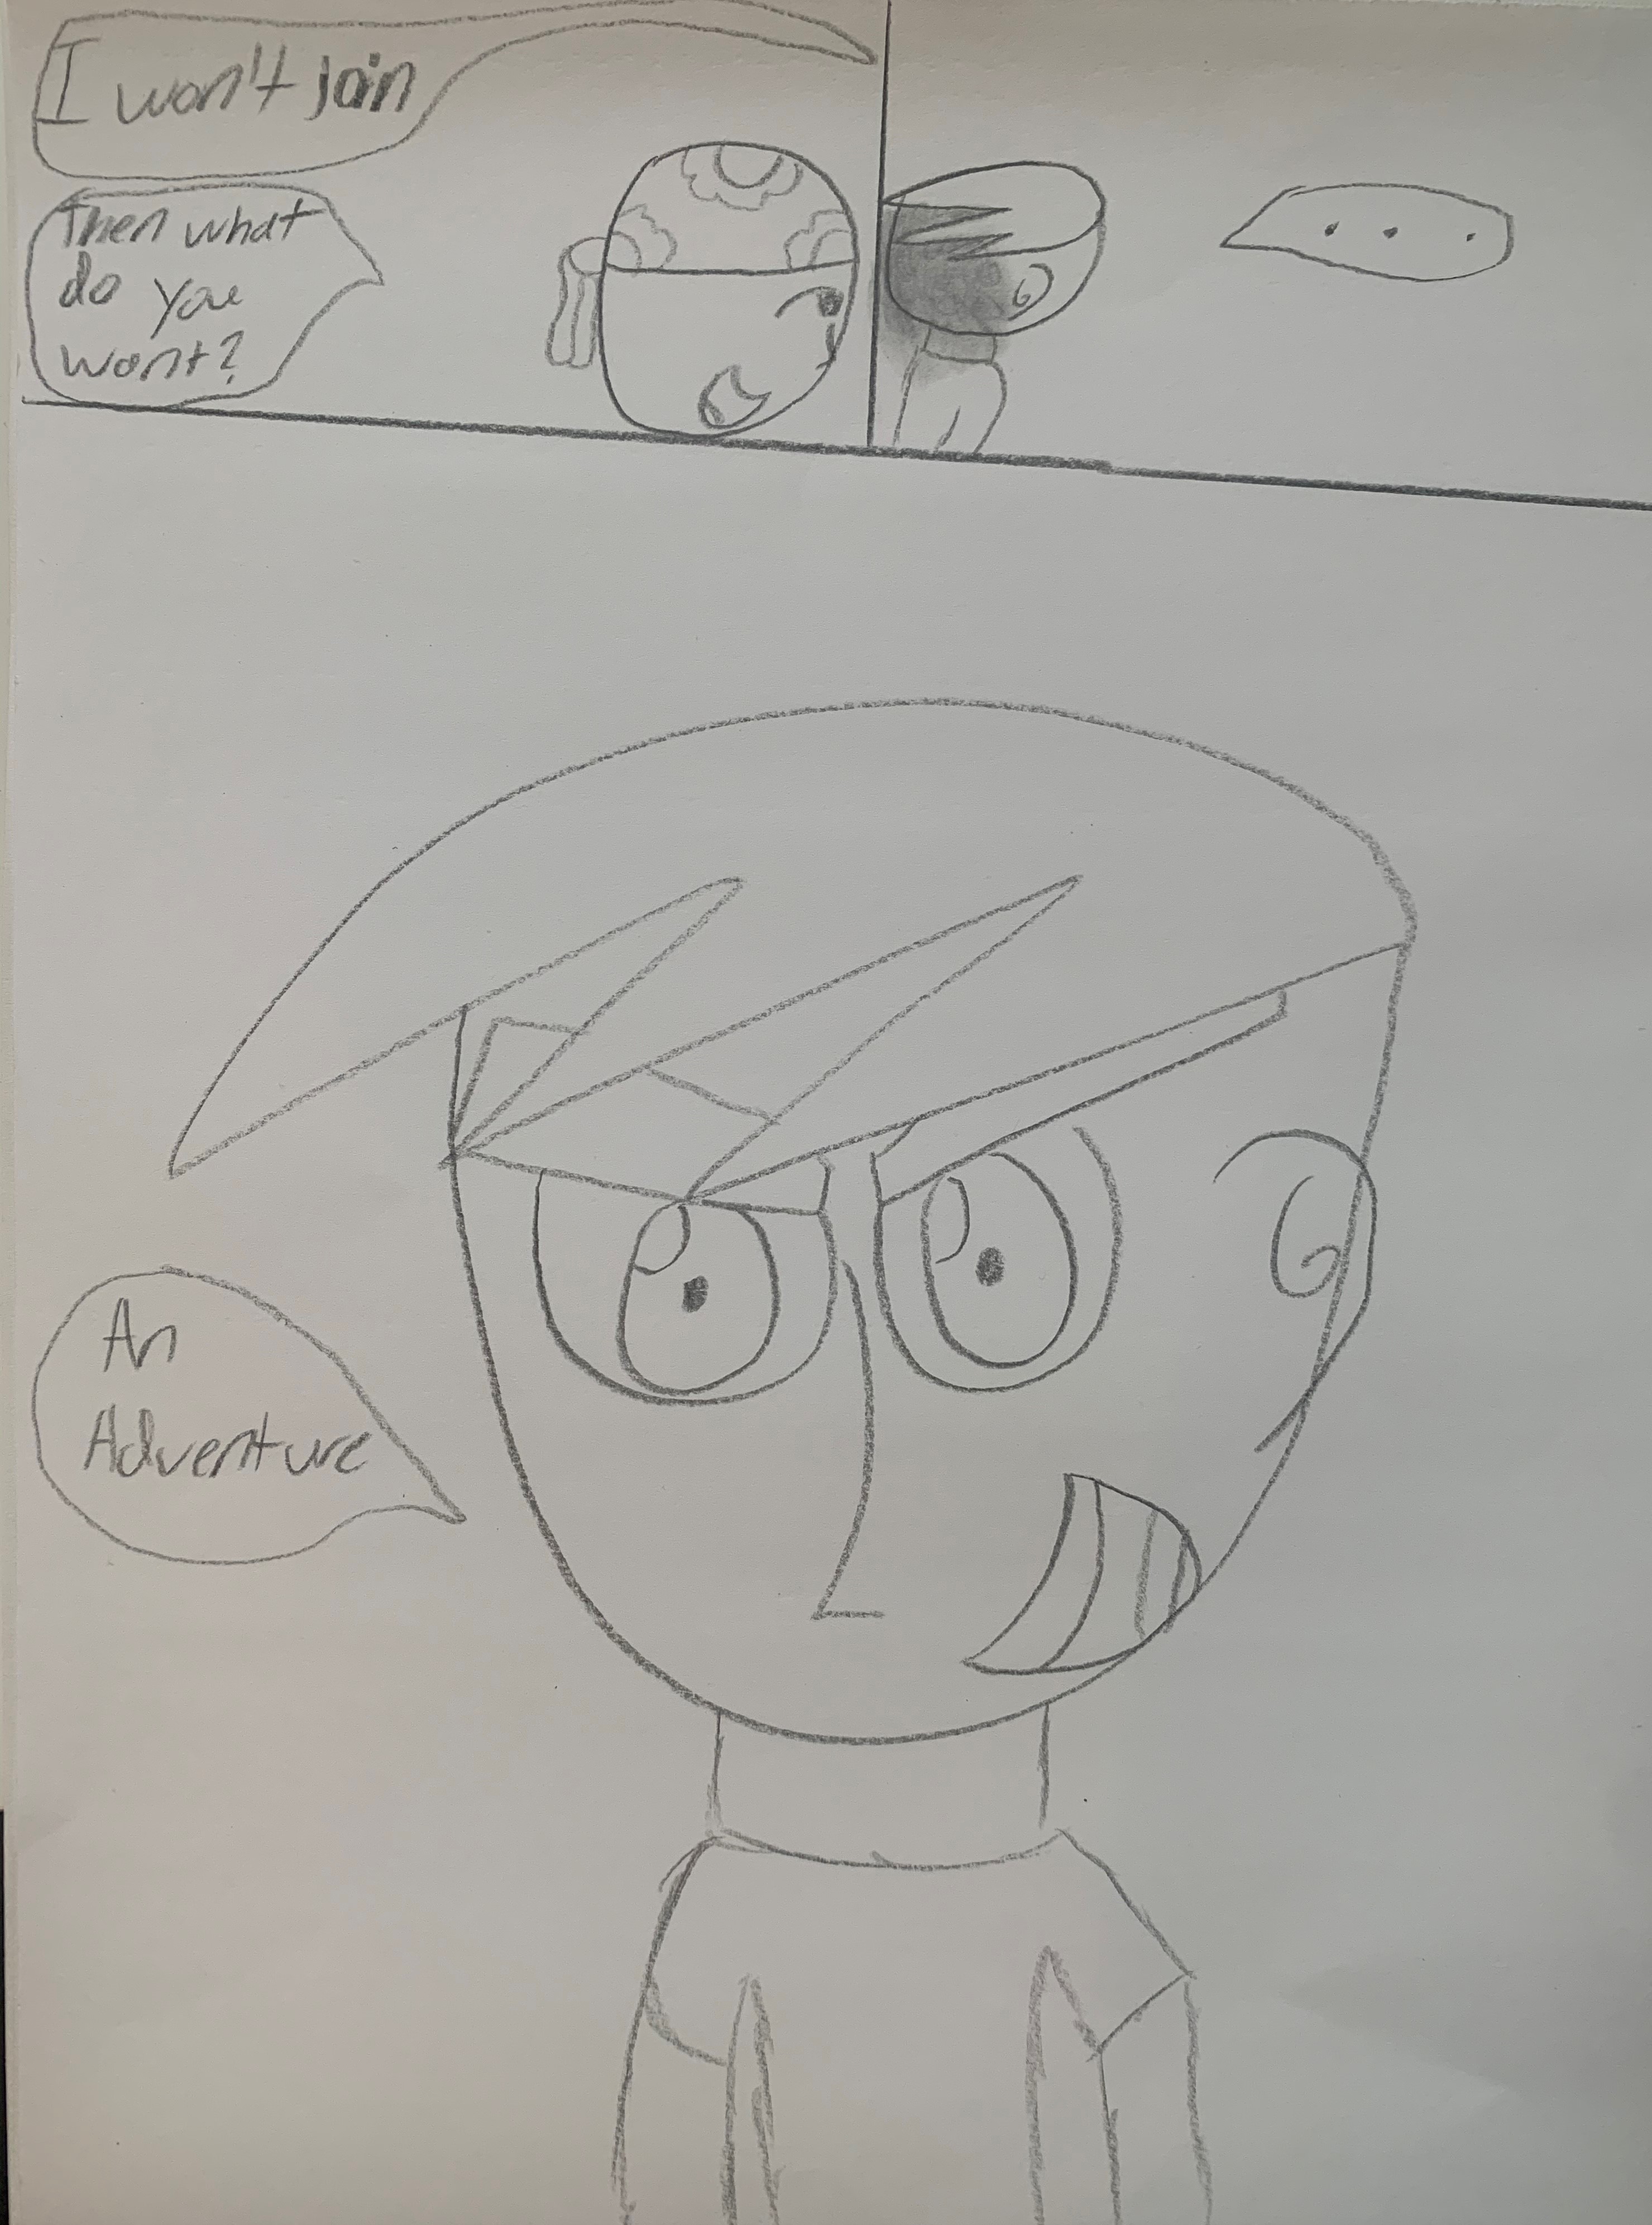 I won't join
Then what
do you
want?
...
An
Adventure